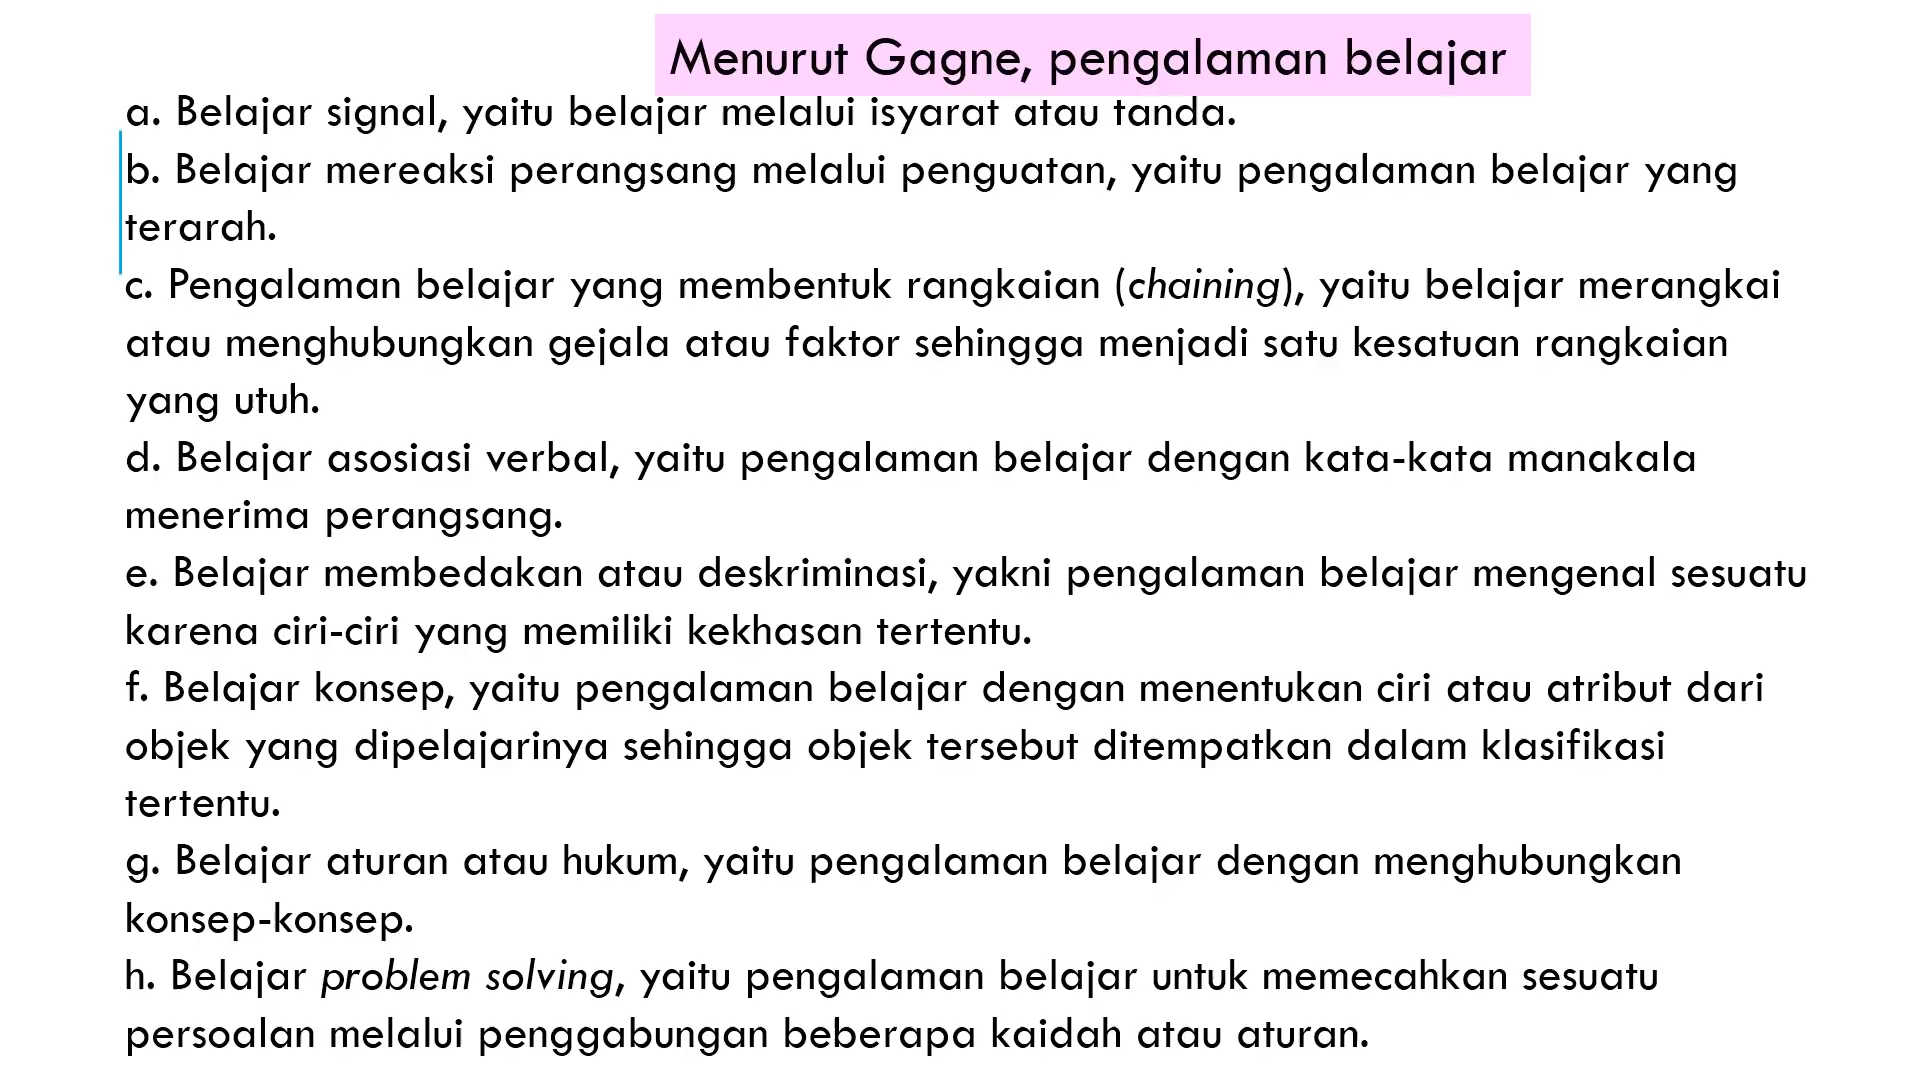 Menurut Gagne, pengalaman belajar
a. Belajar signal, yaitu belajar melalui isyarat atau tanda.
b. Belajar mereaksi perangsang melalui penguatan, yaitu pengalaman belajar yang
terarah.
c. Pengalaman belajar yang membentuk rangkaian (chaining), yaitu belajar merangkai
atau menghubungkan gejala atau faktor sehingga menjadi satu kesatuan rangkaian
yang utuh.
d. Belajar asosiasi verbal, yaitu pengalaman belajar dengan kata-kata manakala
menerima perangsang.
e. Belajar membedakan atau deskriminasi, yakni pengalaman belajar mengenal sesuatu
karena ciri-ciri yang memiliki kekhasan tertentu.
f. Belajar konsep, yaitu pengalaman belajar dengan menentukan ciri atau atribut dari
objek yang dipelajarinya sehingga objek tersebut ditempatkan dalam klasifikasi
tertentu.
g. Belajar aturan atau hukum, yaitu pengalaman belajar dengan menghubungkan
konsep-konsep.
h. Belajar problem solving, yaitu pengalaman belajar untuk memecahkan sesuatu
persoalan melalui penggabungan beberapa kaidah atau aturan.